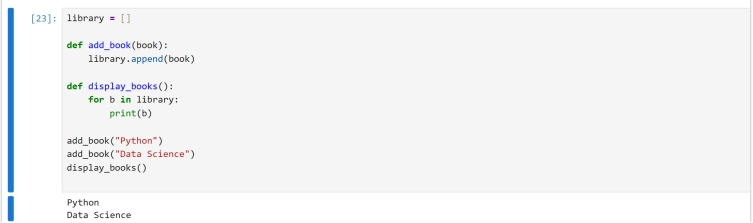 [23]: library = []
def add_book(book):
    library.append(book)
def display_books():
    for b in library:
        print(b)
add_book("Python")
add_book("Data Science")
display_books()
Python
Data Science